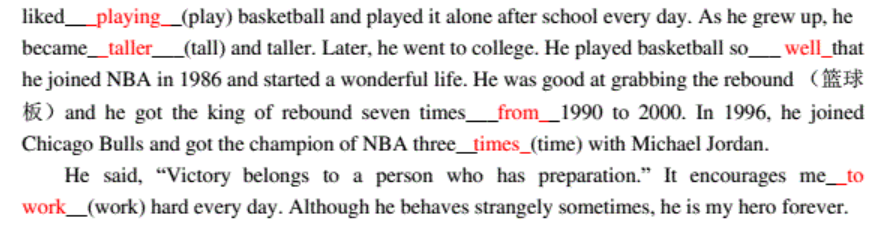 liked___playing__(play) basketball and played it alone after school every day. As he grew up, he
became__taller___(tall) and taller. Later, he went to college. He played basketball so___ well_that
he joined NBA in 1986 and started a wonderful life. He was good at grabbing the rebound （篮球
板）and he got the king of rebound seven times___from__1990 to 2000. In 1996, he joined
Chicago Bulls and got the champion of NBA three__times_(time) with Michael Jordan.
He said, “Victory belongs to a person who has preparation.” It encourages me__to
work__(work) hard every day. Although he behaves strangely sometimes, he is my hero forever.